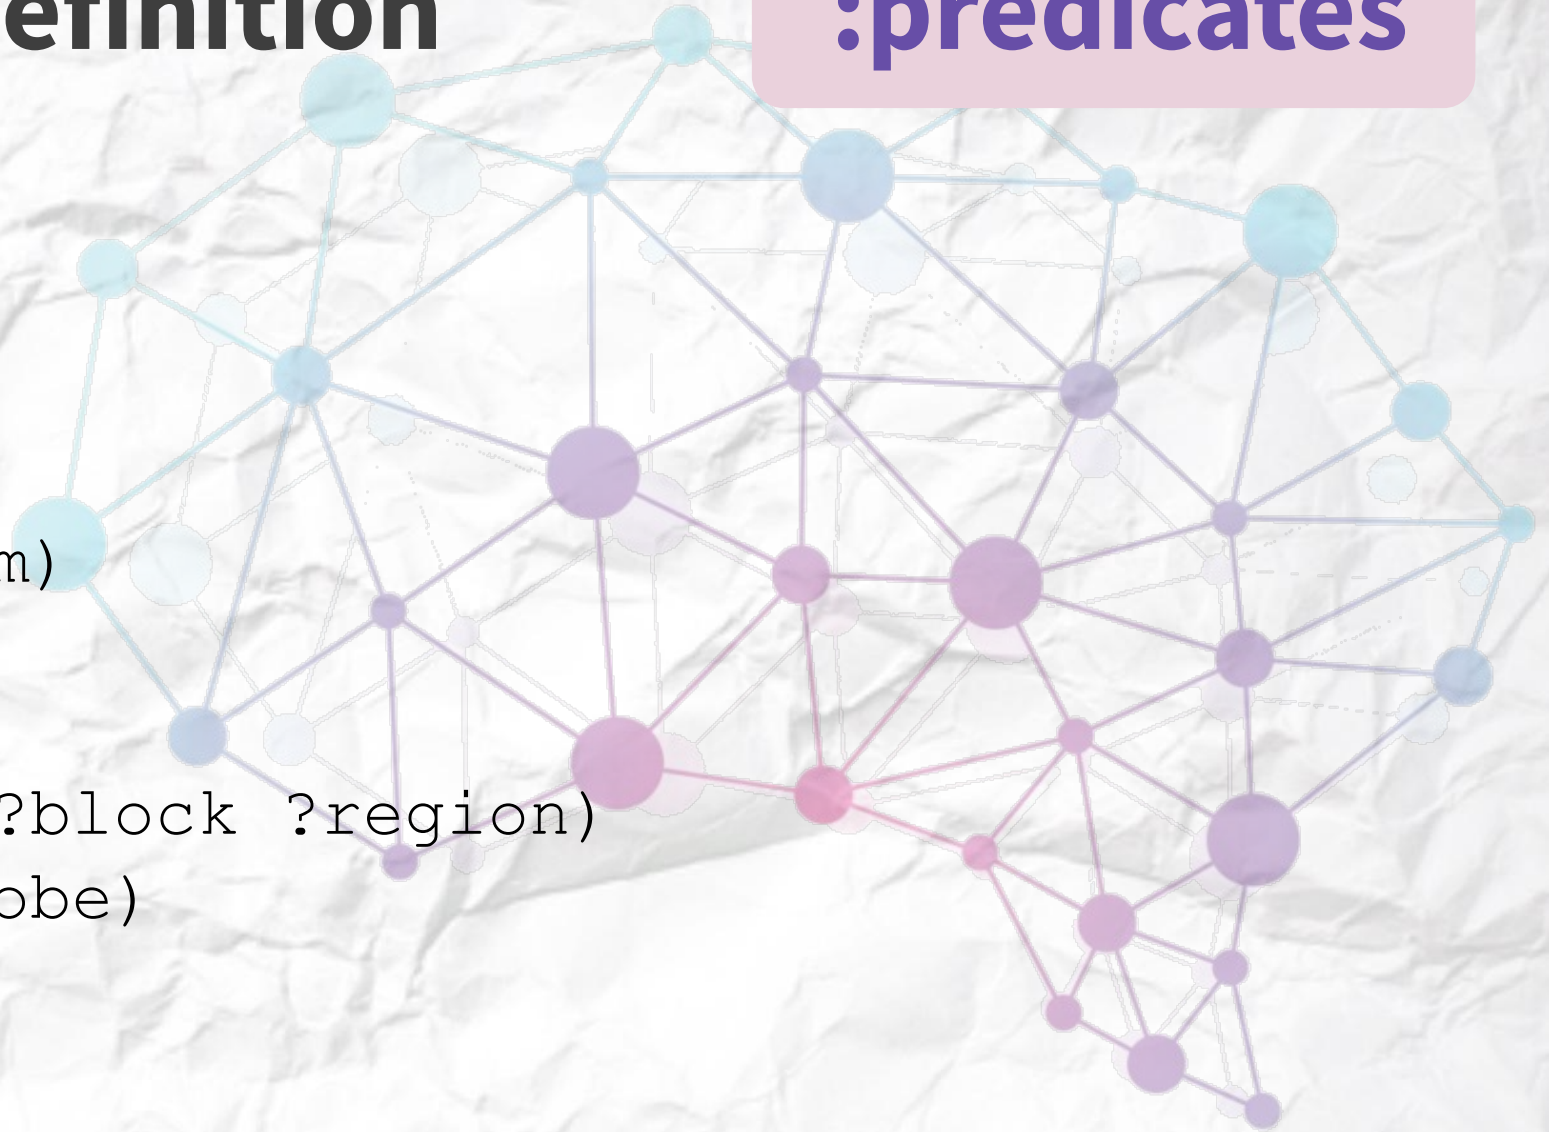 efinition
:predicates
m)
?block ?region)
obe)